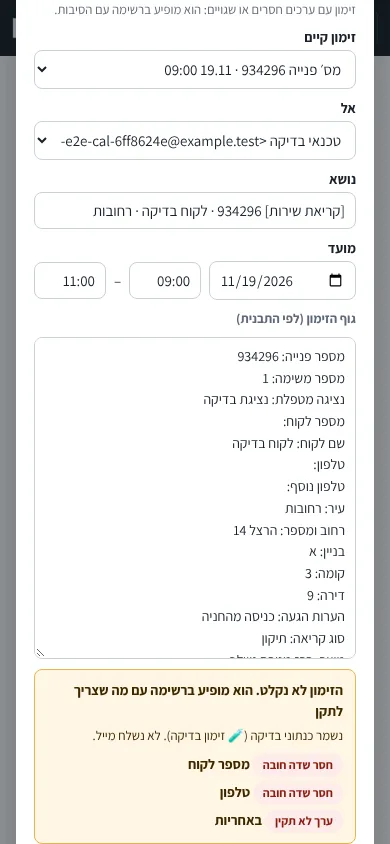 זימון עם ערכים חסרים או שגויים: הוא מופיע ברשימה עם הסיבות.
זימון קיים
מס׳ פנייה 934296 · 19.11 09:00
אל
טכנאי בדיקה <e2e-cal-6ff8624e@example.test-
נושא
[קריאת שירות] 934296 · לקוח בדיקה · רחובות
מועד
11/19/2026
09:00
–
11:00
גוף הזימון (לפי התבנית)
מספר פנייה: 934296
מספר משימה: 1
נציגה מטפלת: נציגת בדיקה
מספר לקוח:
שם לקוח: לקוח בדיקה
טלפון:
טלפון נוסף:
עיר: רחובות
רחוב ומספר: הרצל 14
בניין: א
קומה: 3
דירה: 9
הערות הגעה: כניסה מהחניה
סוג קריאה: תיקון
הזימון לא נקלט. הוא מופיע ברשימה עם מה שצריך
לתקן
נשמר כנתוני בדיקה (🧪 זימון בדיקה). לא נשלח מייל.
חסר שדה חובה מספר לקוח
חסר שדה חובה טלפון
ערך לא תקין באחריות